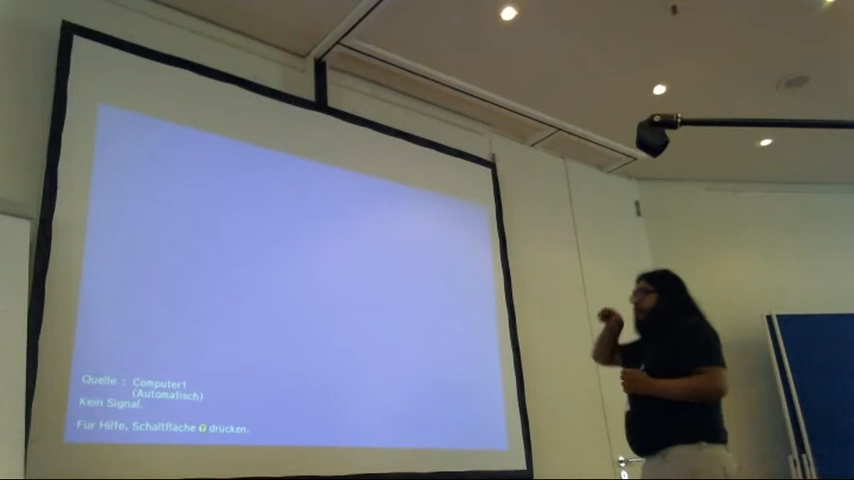 Quelle : Computer1
(Automatisch)
Kein Signal.
Für Hilfe, Schaltfläche ? drücken.